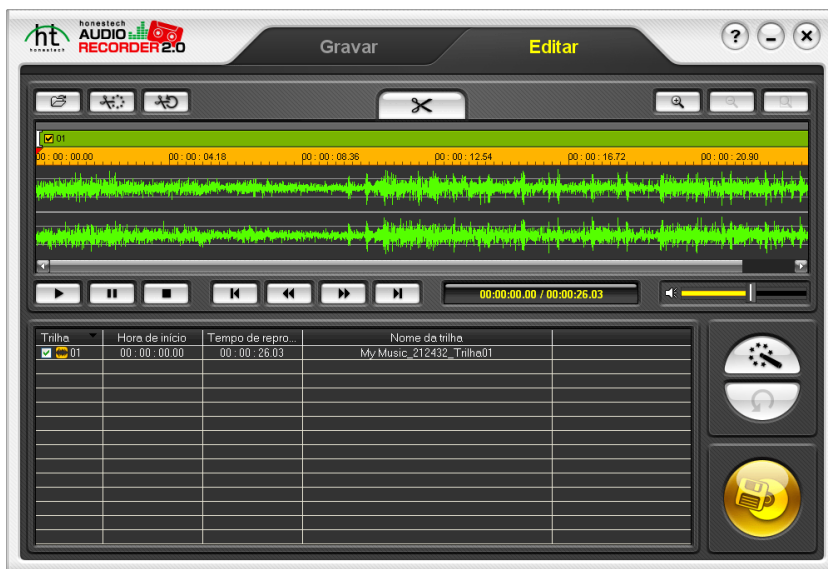 honestech
ht AUDIO
honestech RECORDER 2.0
Gravar
Editar
?
01
00 : 00 : 00.00 00 : 00 : 04.18 00 : 00 : 08.36 00 : 00 : 12.54 00 : 00 : 16.72 00 : 00 : 20.90
00:00:00.00 / 00:00:26.03
Trilha Hora de início Tempo de repro... Nome da trilha
01 00 : 00 : 00.00 00 : 00 : 26.03 My Music_212432_Trilha01